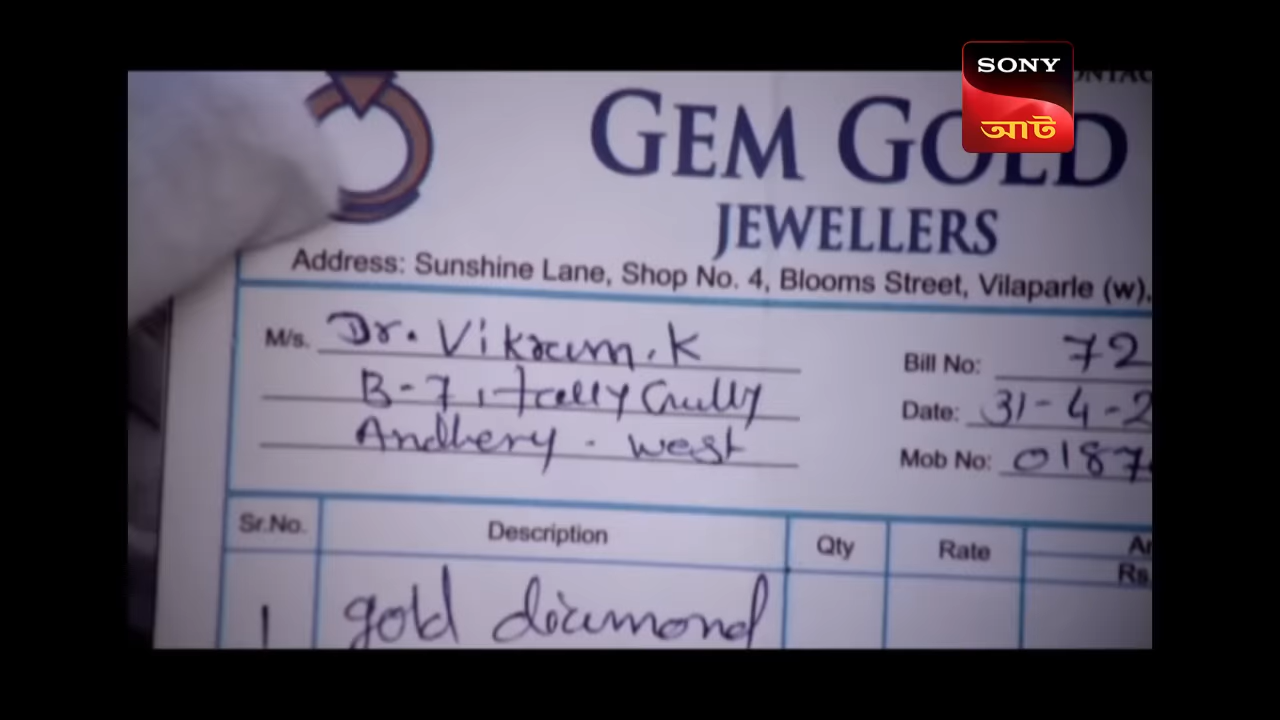 SONY
আট
GEM GOLD
JEWELLERS
Address: Sunshine Lane, Shop No. 4, Blooms Street, Vilaparle (w),
M/s. Dr. Vikram. K
B-7, Gully
Andhery - west
Bill No: 72
Date: 31-4-2
Mob No: 0187
Sr.No. Description Qty Rate
Rs
1 gold diamond